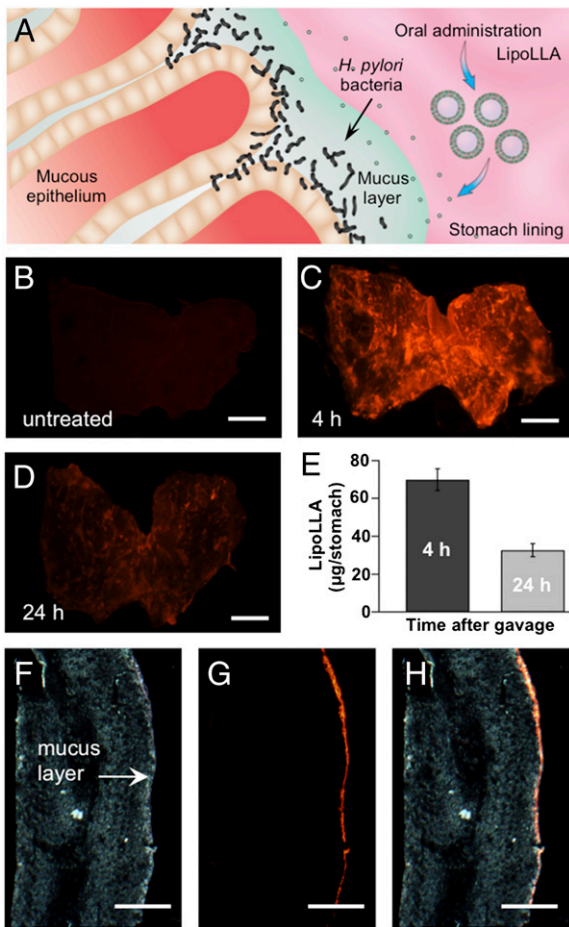 A
Oral administration
LipoLLA
H. pylori
bacteria
Mucous
epithelium
Mucus
layer
Stomach lining
B
untreated
C
4 h
D
24 h
E
LipoLLA
(µg/stomach)
80
60
40
20
0
4 h
24 h
Time after gavage
F
mucus
layer
G
H